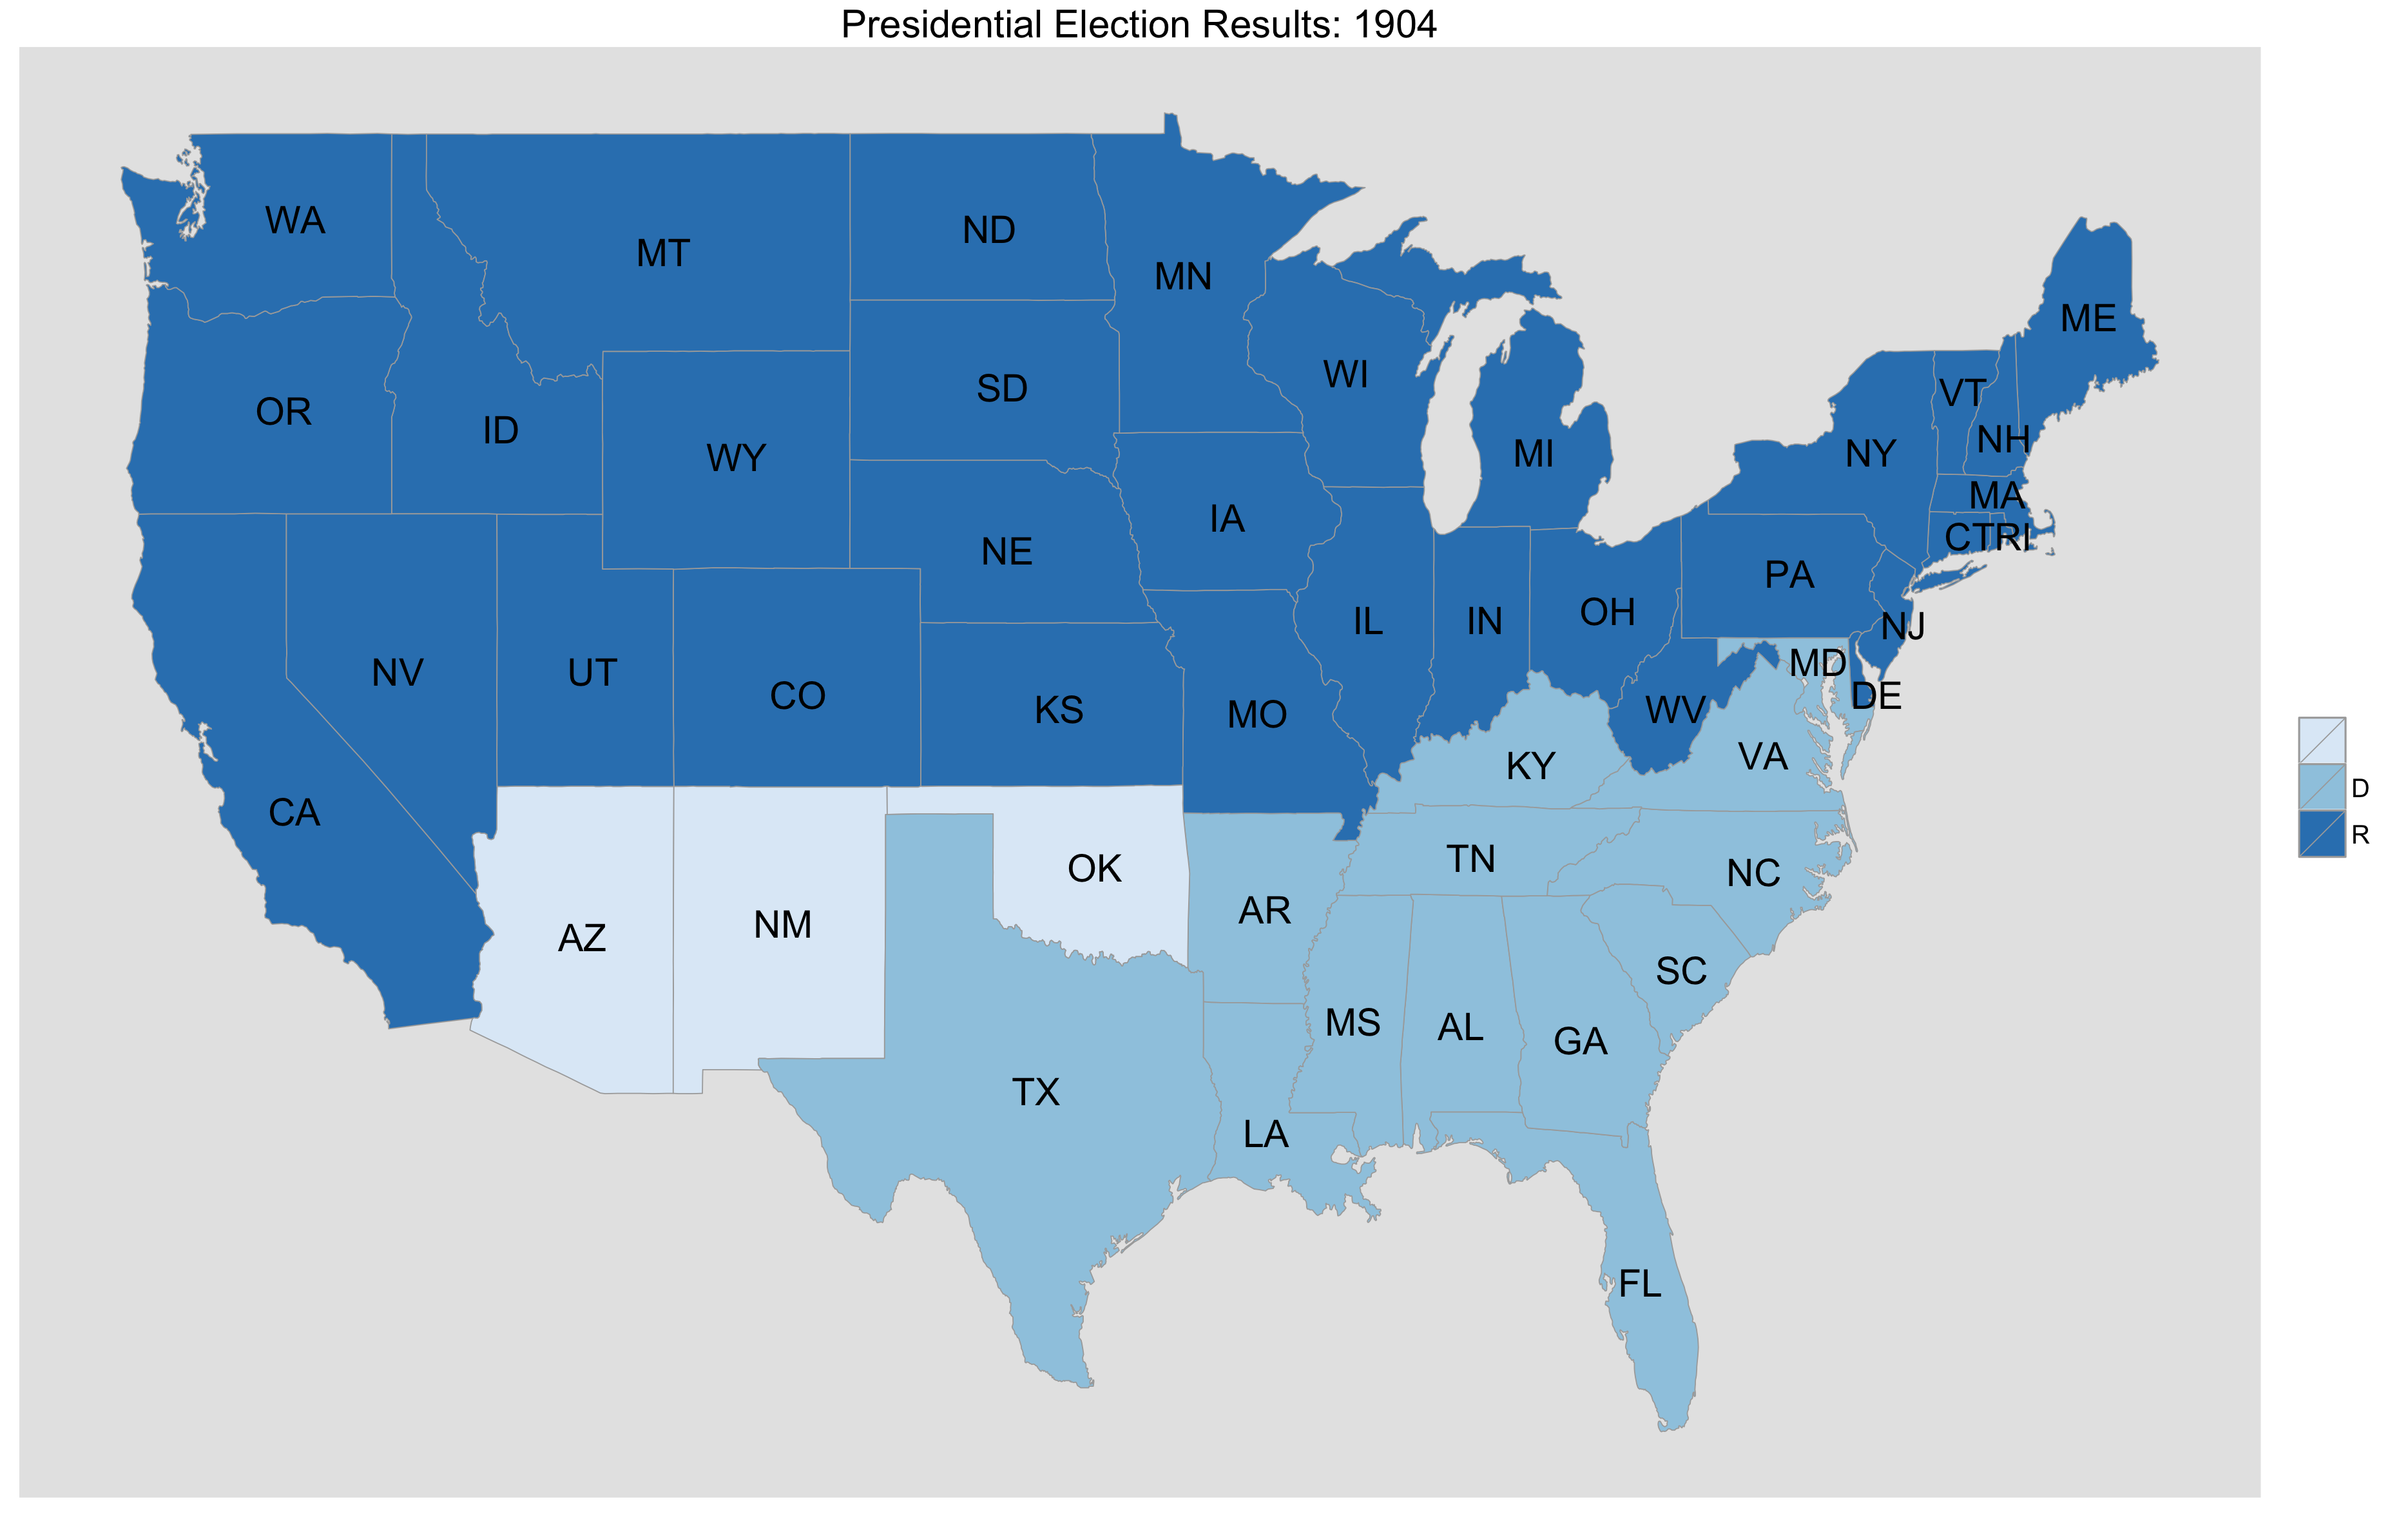 Presidential Election Results: 1904
WA
MT
ND
MN
ME
OR
ID
WY
SD
WI
MI
NY
VT
NH
MA
CT
RI
IA
NE
PA
NV
UT
CO
KS
MO
IL
IN
OH
NJ
MD
DE
WV
VA
KY
CA
D
R
OK
TN
NC
AZ
NM
AR
SC
MS
AL
GA
TX
LA
FL